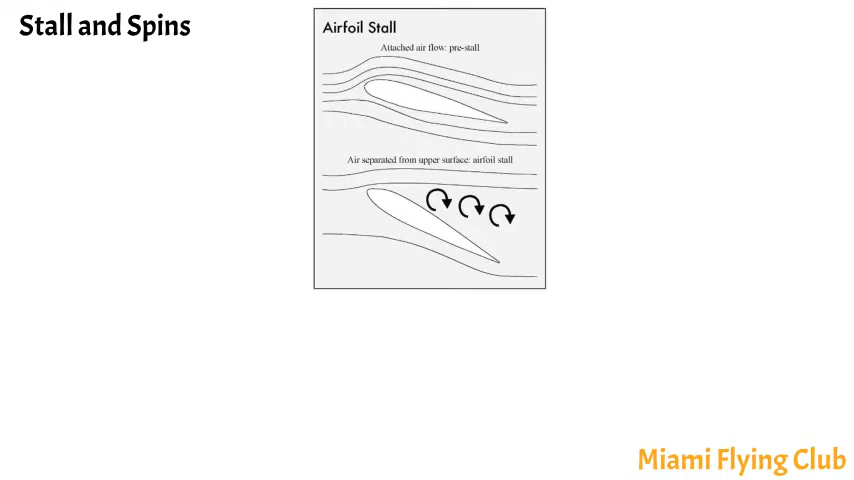 Stall and Spins
Airfoil Stall
Attached air flow: pre-stall
Air separated from upper surface: airfoil stall
Miami Flying Club